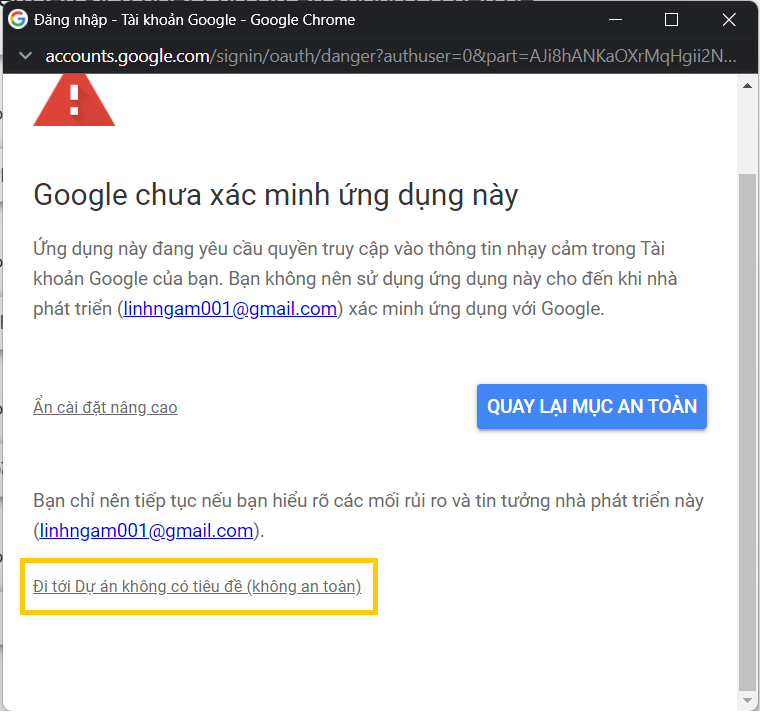 Đăng nhập - Tài khoản Google - Google Chrome
accounts.google.com/signin/oauth/danger?authuser=0&part=AJi8hANKaOXrMqHgii2N...
Google chưa xác minh ứng dụng này
Ứng dụng này đang yêu cầu quyền truy cập vào thông tin nhạy cảm trong Tài
khoản Google của bạn. Bạn không nên sử dụng ứng dụng này cho đến khi nhà
phát triển (linhngam001@gmail.com) xác minh ứng dụng với Google.
Ẩn cài đặt nâng cao
QUAY LẠI MỤC AN TOÀN
Bạn chỉ nên tiếp tục nếu bạn hiểu rõ các mối rủi ro và tin tưởng nhà phát triển này
(linhngam001@gmail.com).
Đi tới Dự án không có tiêu đề (không an toàn)